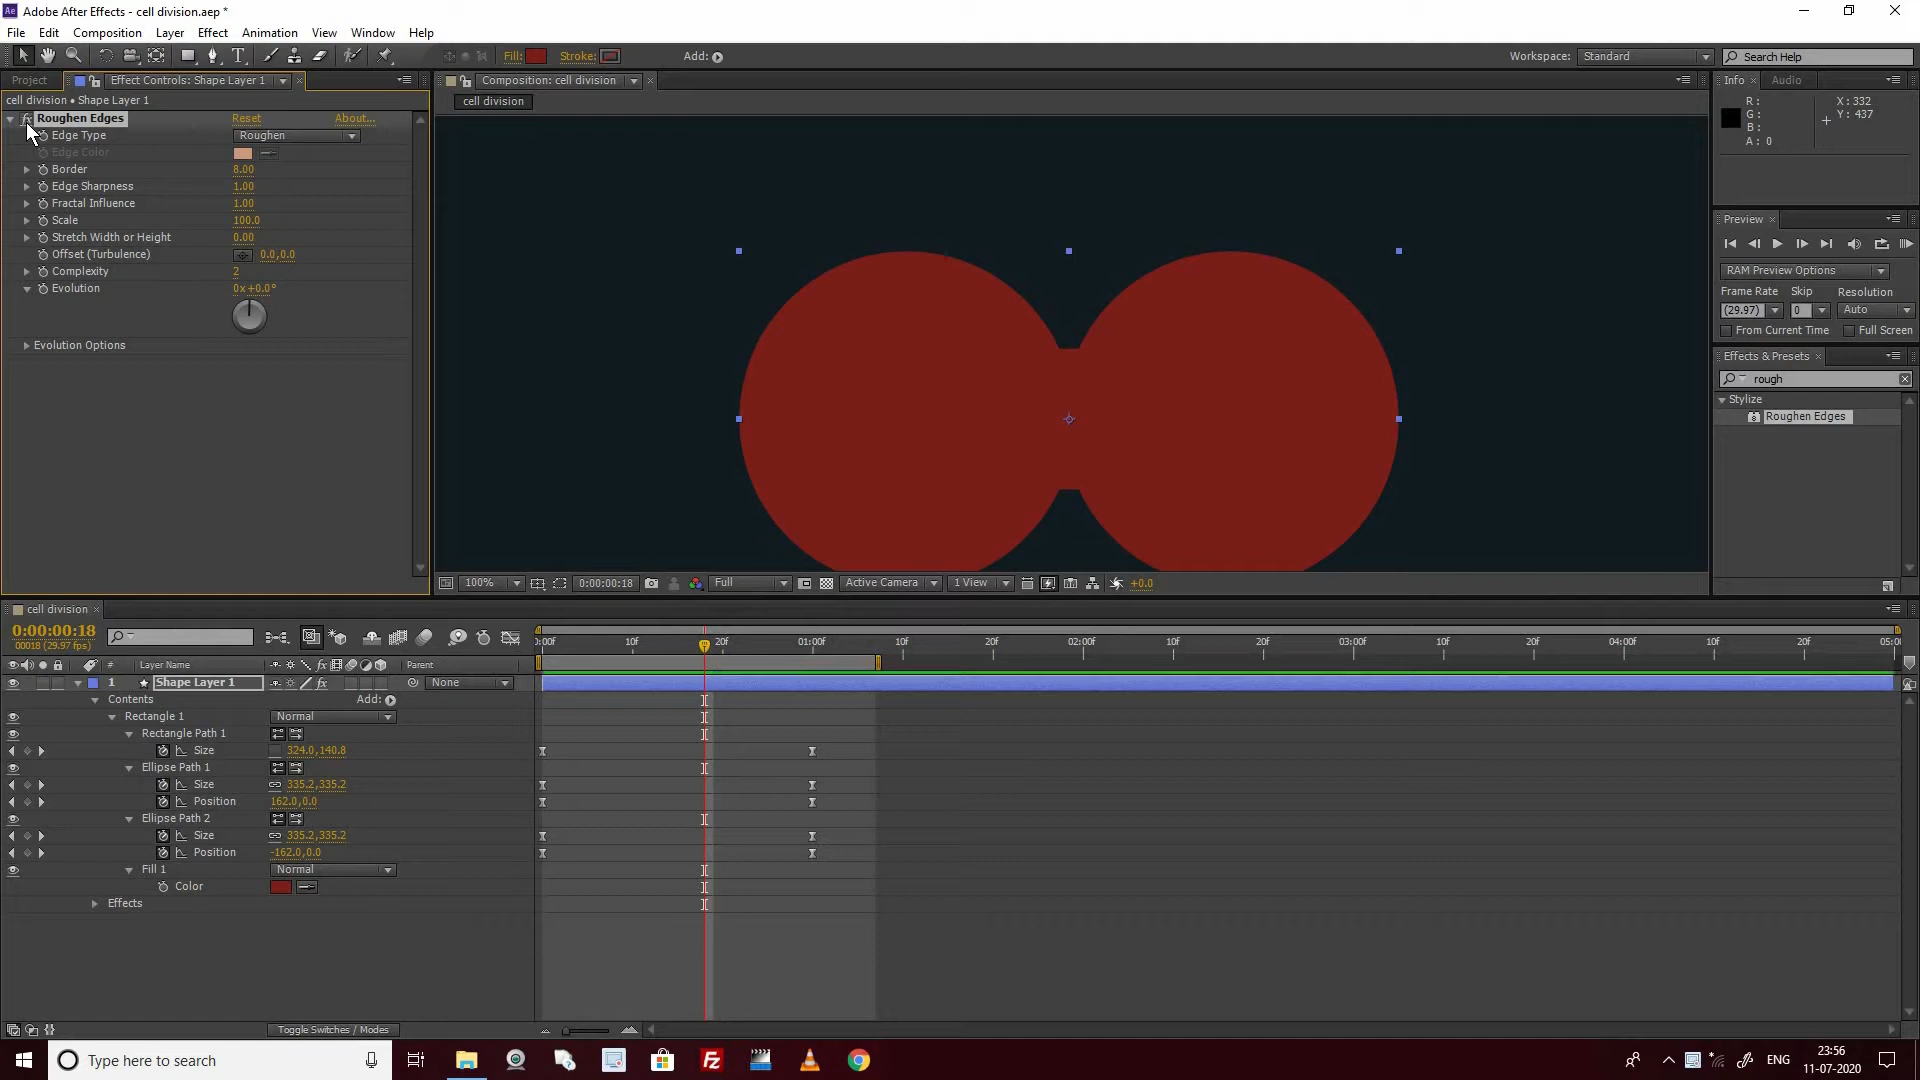 Ae Adobe After Effects - cell division.aep *
File Edit Composition Layer Effect Animation View Window Help
Fill: Stroke: Add: Workspace: Standard Search Help
Project Effect Controls: Shape Layer 1 Composition: cell division Info Audio
cell division • Shape Layer 1 cell division
R: X: 332
G: Y: 437
B:
A: 0
fx Roughen Edges Reset About...
Edge Type Roughen
Edge Color
Border 8.00
Edge Sharpness 1.00
Fractal Influence 1.00
Scale 100.0
Stretch Width or Height 0.00
Offset (Turbulence) 0.0,0.0
Complexity 2
Evolution 0x+0.0°
Evolution Options
Preview
RAM Preview Options
Frame Rate Skip Resolution
(29.97) 0 Auto
From Current Time Full Screen
Effects & Presets
rough
Stylize
Roughen Edges
100% 0:00:00:18 Full Active Camera 1 View +0.0
cell division
0:00:00:18
00018 (29.97 fps)
0:00f 10f 20f 01:00f 10f 20f 02:00f 10f 20f 03:00f 10f 20f 04:00f 10f 20f 05:0
# Layer Name fx Parent
1 Shape Layer 1 fx None
Contents Add:
Rectangle 1 Normal
Rectangle Path 1
Size 324.0,140.8
Ellipse Path 1
Size 335.2,335.2
Position 162.0,0.0
Ellipse Path 2
Size 335.2,335.2
Position -162.0,0.0
Fill 1 Normal
Color
Effects
Toggle Switches / Modes
Type here to search
ENG 23:56
11-07-2020